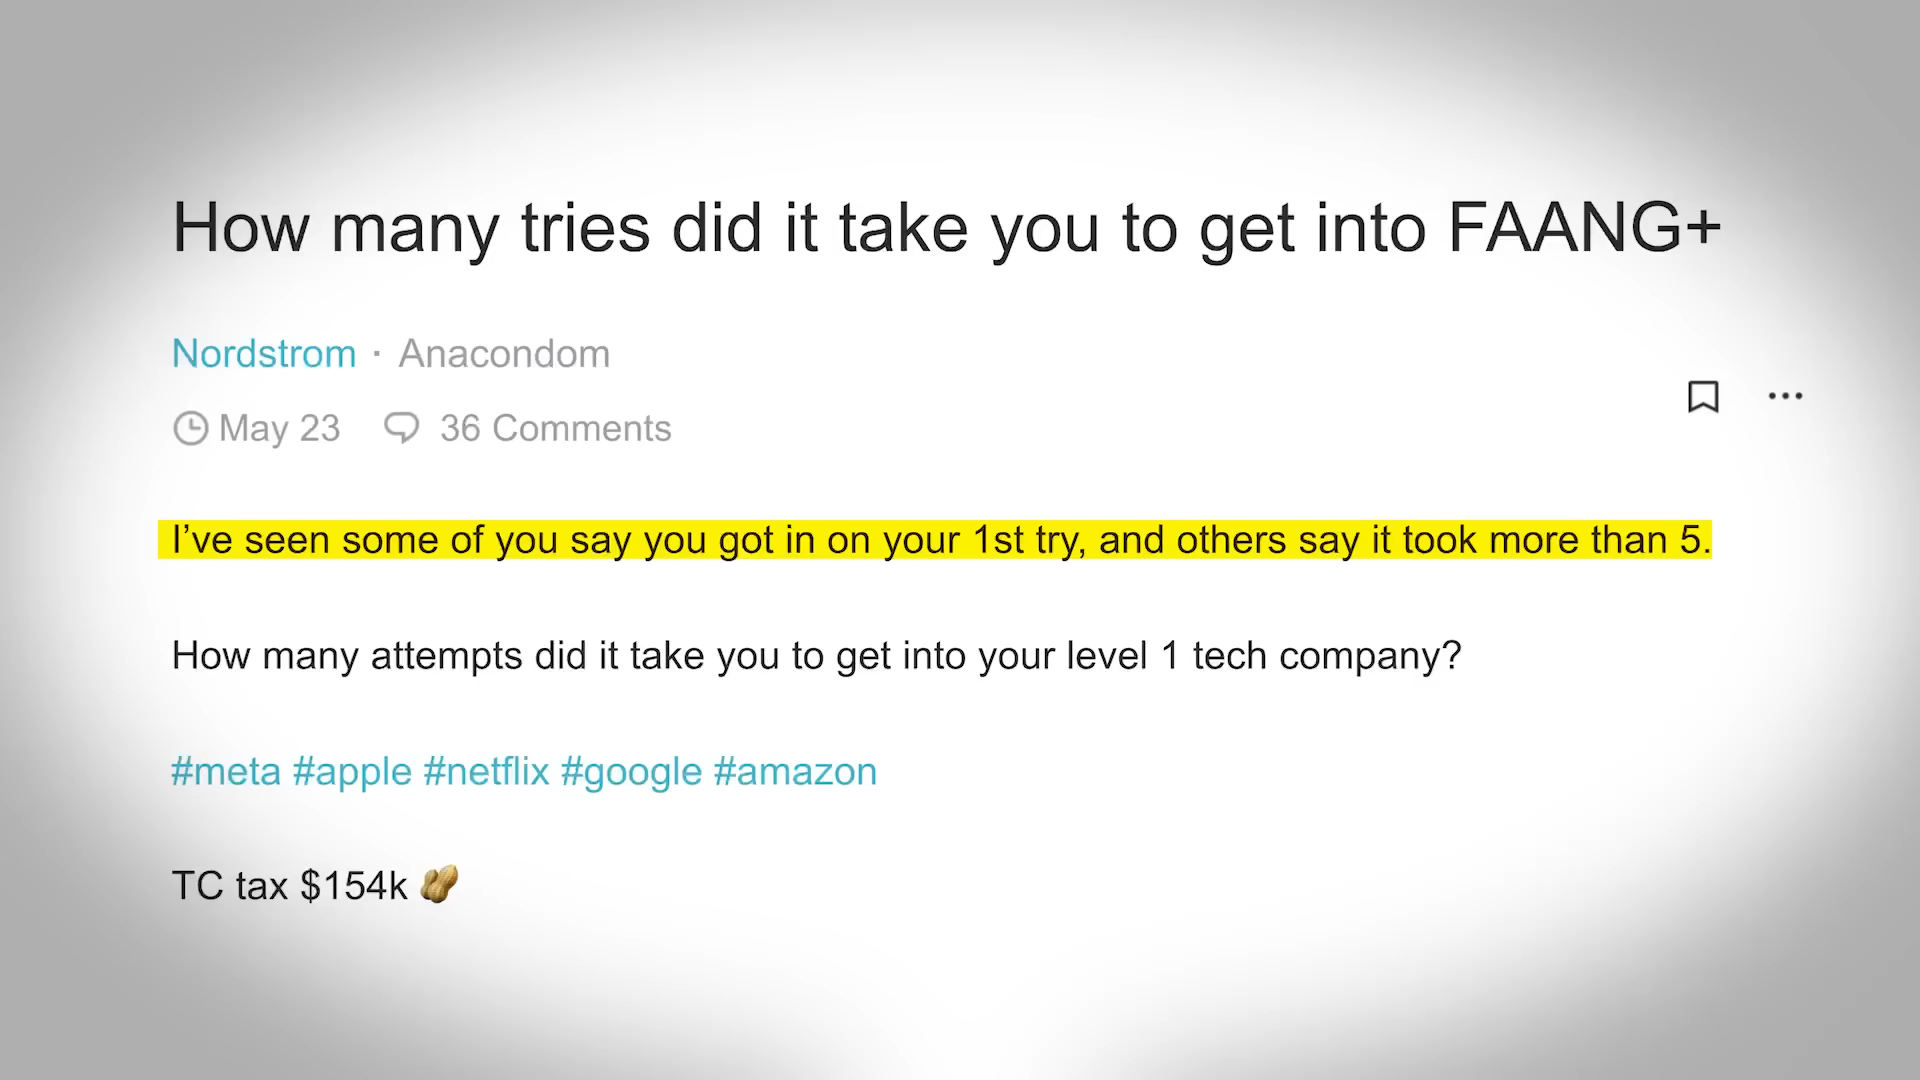 How many tries did it take you to get into FAANG+
Nordstrom · Anacondom
May 23 36 Comments
I’ve seen some of you say you got in on your 1st try, and others say it took more than 5.
How many attempts did it take you to get into your level 1 tech company?
#meta #apple #netflix #google #amazon
TC tax $154k 🥜